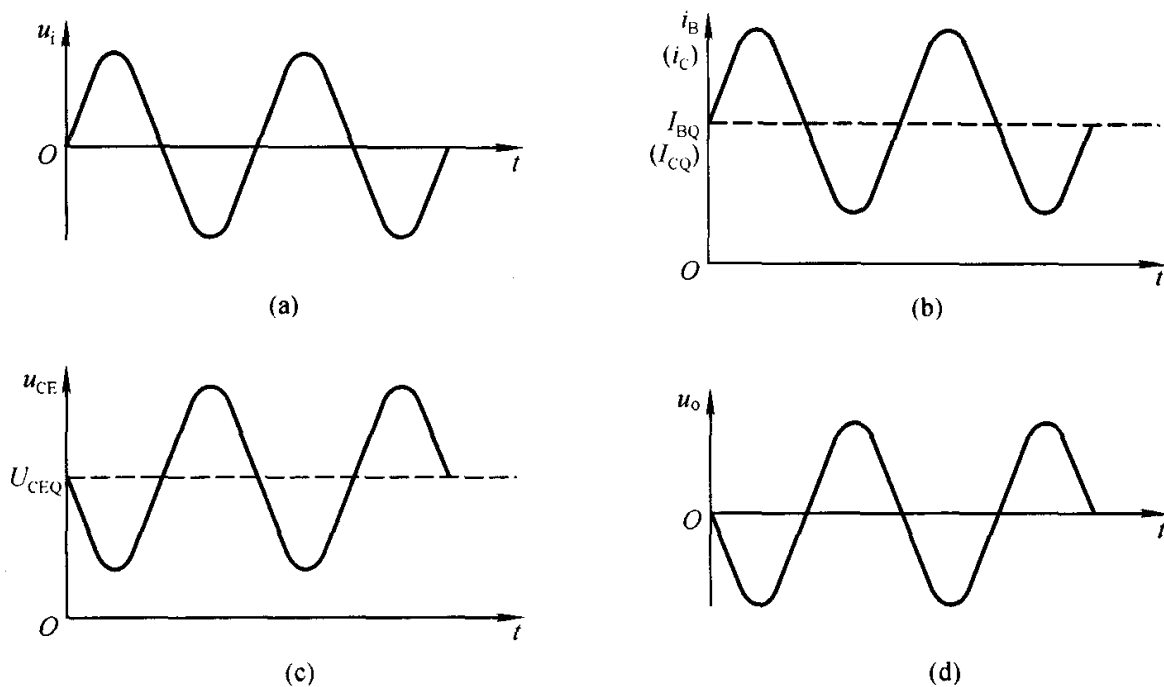 u_i
O
t
(a)
i_B
(i_C)
I_BQ
(I_CQ)
O
t
(b)
u_CE
U_CEQ
O
t
(c)
u_o
O
t
(d)